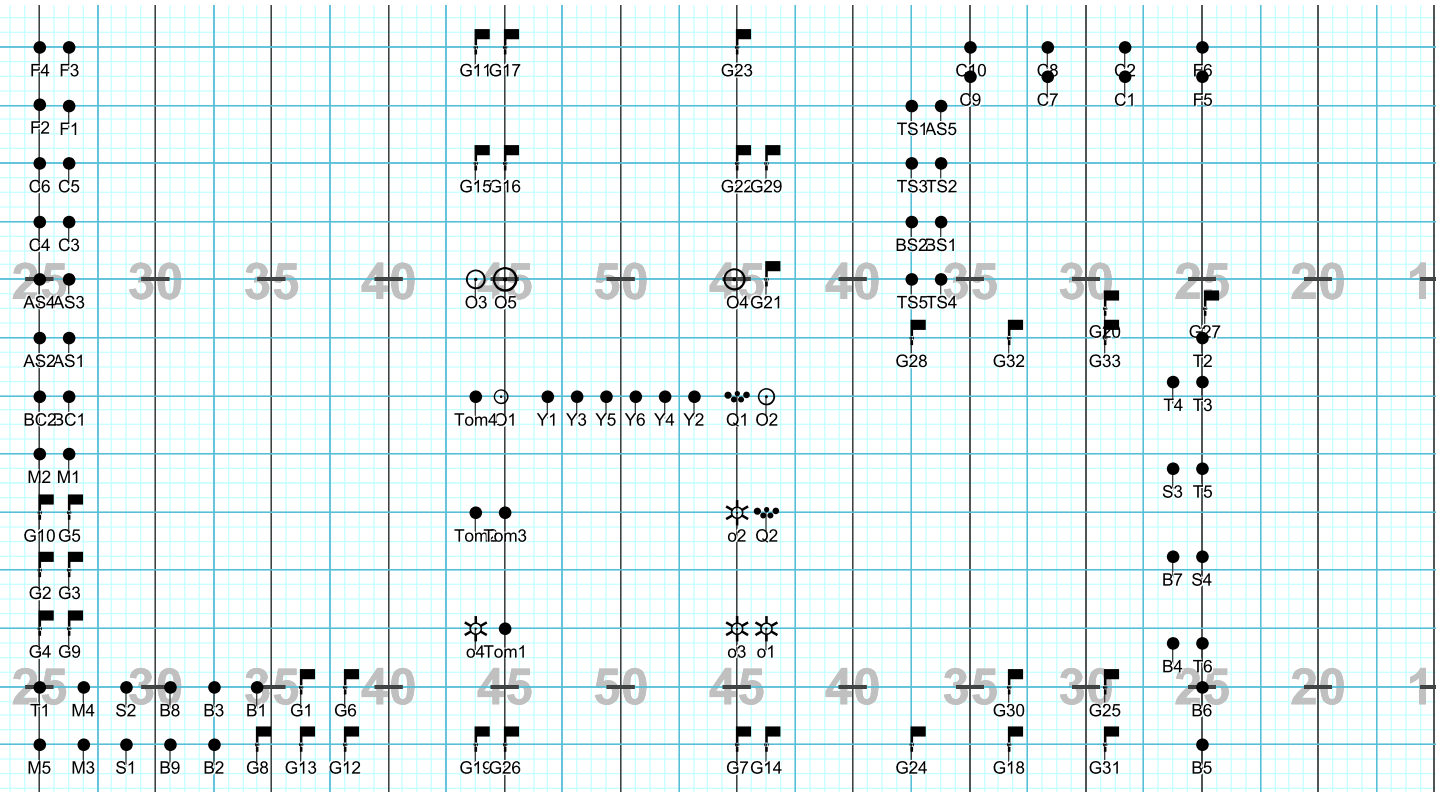 F4 F3 G11 G17 G23 C10 C8 C2 F6
C9 C7 C1 F5
F2 F1 TS1 AS5
C6 C5 G15 G16 G22 G29 TS3 TS2
C4 C3 BS2 BS1
25 30 35 40 45 50 45 40 35 30 25 20 1
AS4 AS3 O3 O5 O4 G21 TS5 TS4
G20 G27
AS2 AS1 G28 G32 G33 T2
T4 T3
BC2 BC1 Tom4 O1 Y1 Y3 Y5 Y6 Y4 Y2 Q1 O2
M2 M1 S3 T5
G10 G5 Tom2 Tom3 o2 Q2
G2 G3 B7 S4
G4 G9 o4 Tom1 o3 o1
B4 T6
25 30 35 40 45 50 45 40 35 30 25 20 1
T1 M4 S2 B8 B3 B1 G1 G6 G30 G25 B6
M5 M3 S1 B9 B2 G8 G13 G12 G19 G26 G7 G14 G24 G18 G31 B5